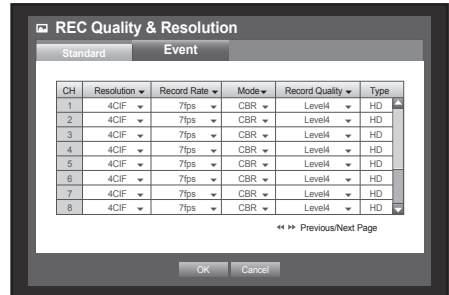 REC Quality & Resolution
Standard Event
CH Resolution Record Rate Mode Record Quality Type
1 4CIF 7fps CBR Level4 HD
2 4CIF 7fps CBR Level4 HD
3 4CIF 7fps CBR Level4 HD
4 4CIF 7fps CBR Level4 HD
5 4CIF 7fps CBR Level4 HD
6 4CIF 7fps CBR Level4 HD
7 4CIF 7fps CBR Level4 HD
8 4CIF 7fps CBR Level4 HD
Previous/Next Page
OK Cancel